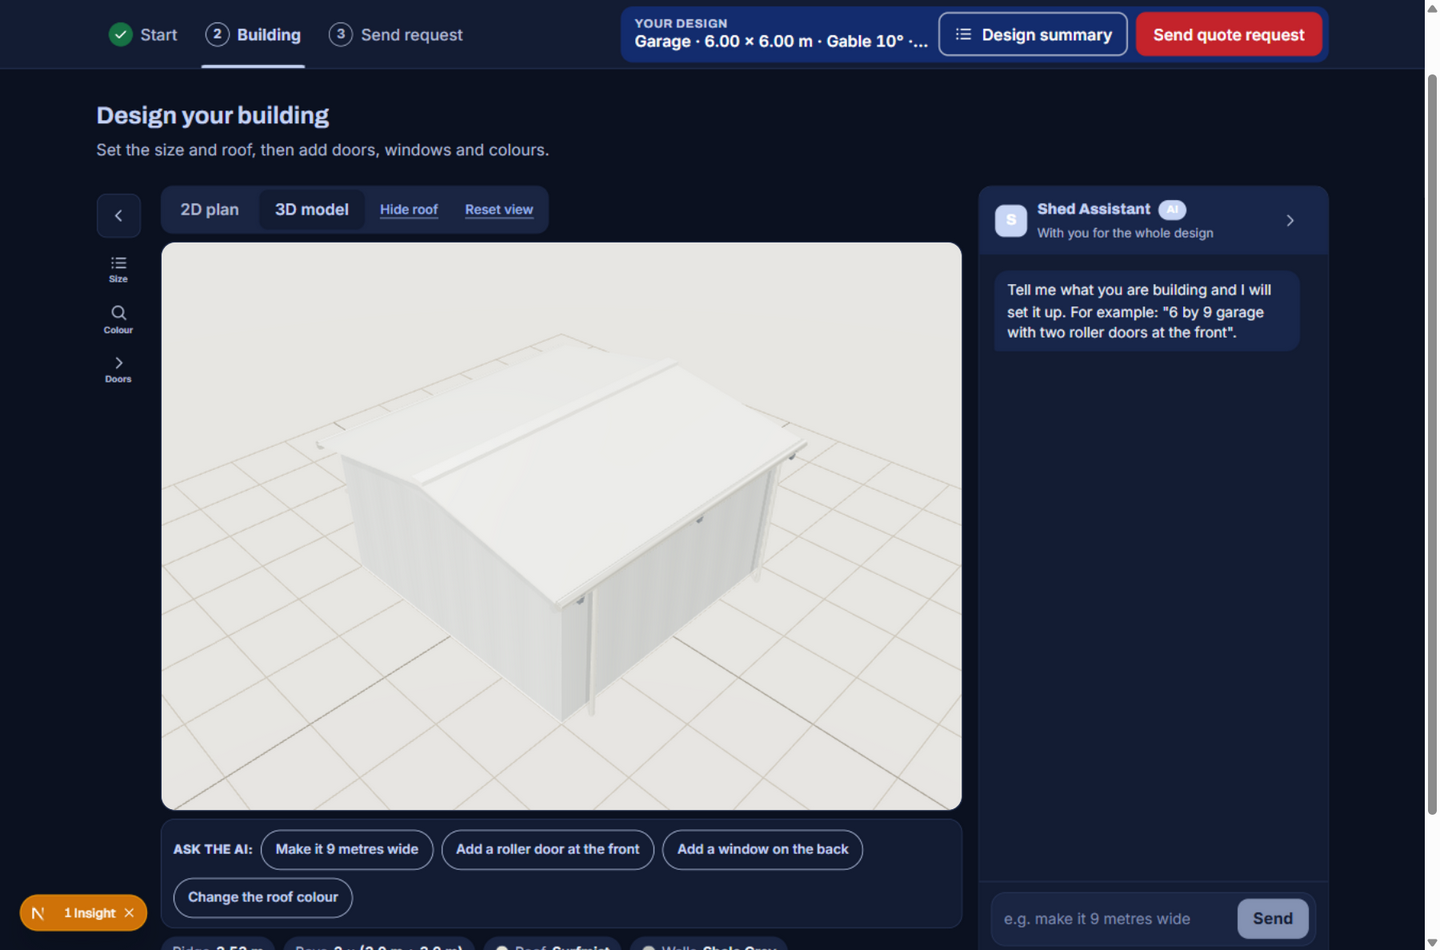 Start
2 Building
3 Send request
YOUR DESIGN
Garage · 6.00 × 6.00 m · Gable 10° ·...
Design summary
Send quote request
Design your building
Set the size and roof, then add doors, windows and colours.
Size
Colour
Doors
2D plan
3D model
Hide roof
Reset view
S
Shed Assistant AI
With you for the whole design
Tell me what you are building and I will
set it up. For example: "6 by 9 garage
with two roller doors at the front".
ASK THE AI:
Make it 9 metres wide
Add a roller door at the front
Add a window on the back
Change the roof colour
N 1 Insight
e.g. make it 9 metres wide
Send